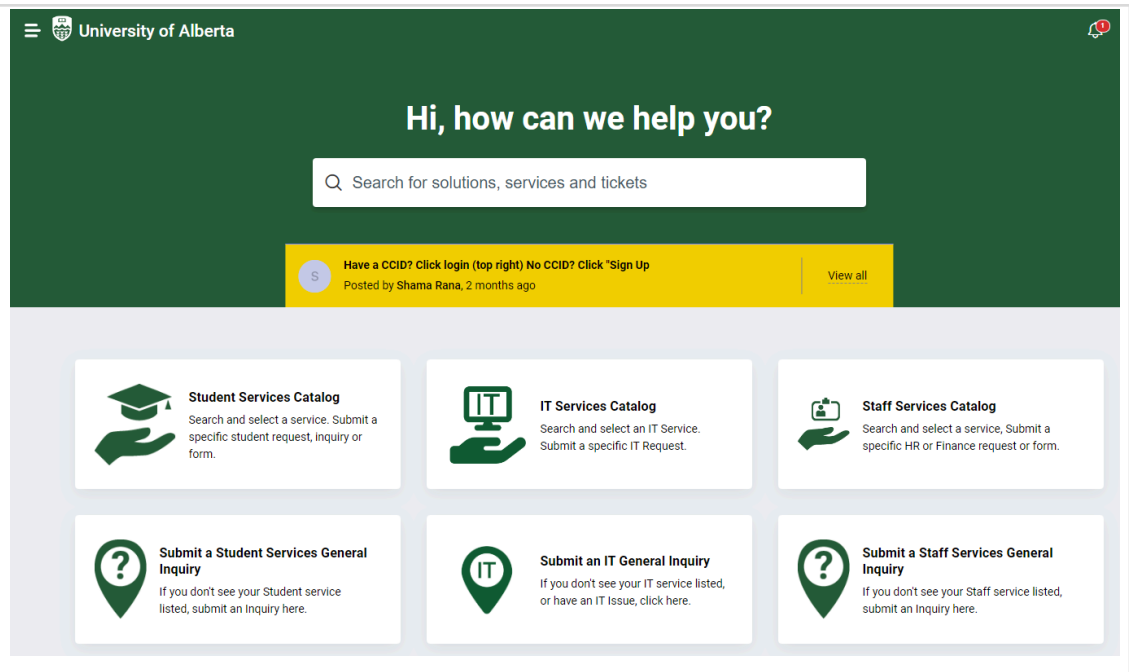 University of Alberta
1
Hi, how can we help you?
Search for solutions, services and tickets
S
Have a CCID? Click login (top right) No CCID? Click "Sign Up
Posted by Shama Rana, 2 months ago
View all
Student Services Catalog
Search and select a service. Submit a
specific student request, inquiry or
form.
IT
IT Services Catalog
Search and select an IT Service.
Submit a specific IT Request.
Staff Services Catalog
Search and select a service, Submit a
specific HR or Finance request or form.
?
Submit a Student Services General
Inquiry
If you don't see your Student service
listed, submit an Inquiry here.
IT
Submit an IT General Inquiry
If you don't see your IT service listed,
or have an IT Issue, click here.
?
Submit a Staff Services General
Inquiry
If you don't see your Staff service listed,
submit an Inquiry here.